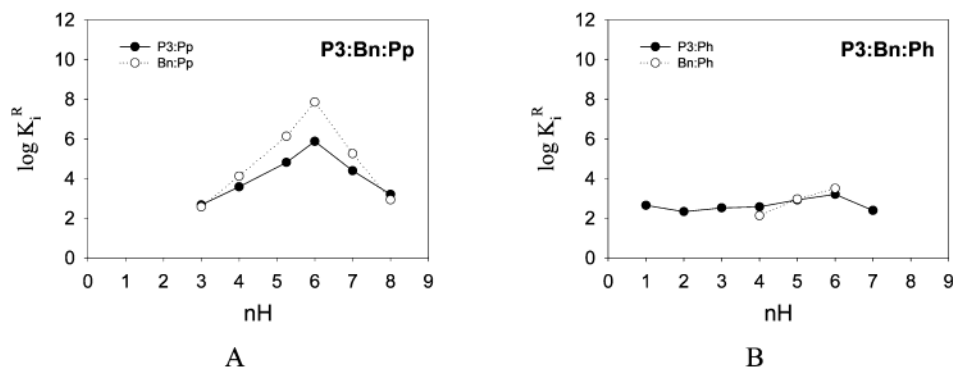 P3:Bn:Pp
P3:Pp
Bn:Pp
log K_i^R
12
10
8
6
4
2
0
0 1 2 3 4 5 6 7 8 9
nH
A
P3:Bn:Ph
P3:Ph
Bn:Ph
log K_i^R
12
10
8
6
4
2
0
0 1 2 3 4 5 6 7 8 9
nH
B